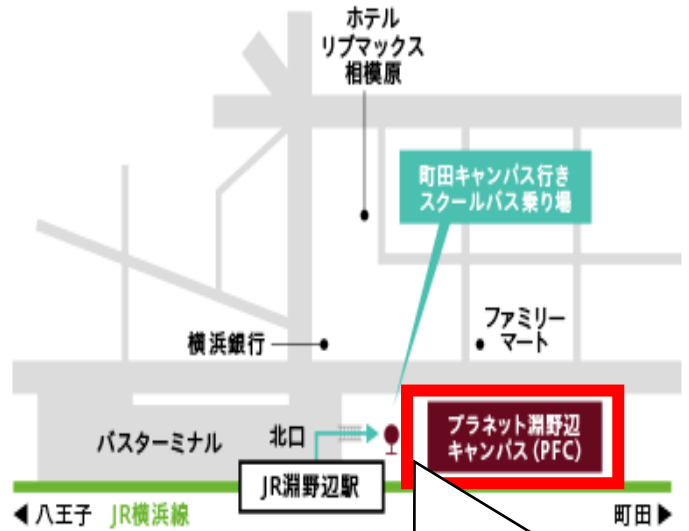 ホテル
リブマックス
相模原
町田キャンパス行き
スクールバス乗り場
ファミリー
マート
横浜銀行
プラネット淵野辺
キャンパス(PFC)
バスターミナル
北口
JR淵野辺駅
◀八王子 JR横浜線
町田▶